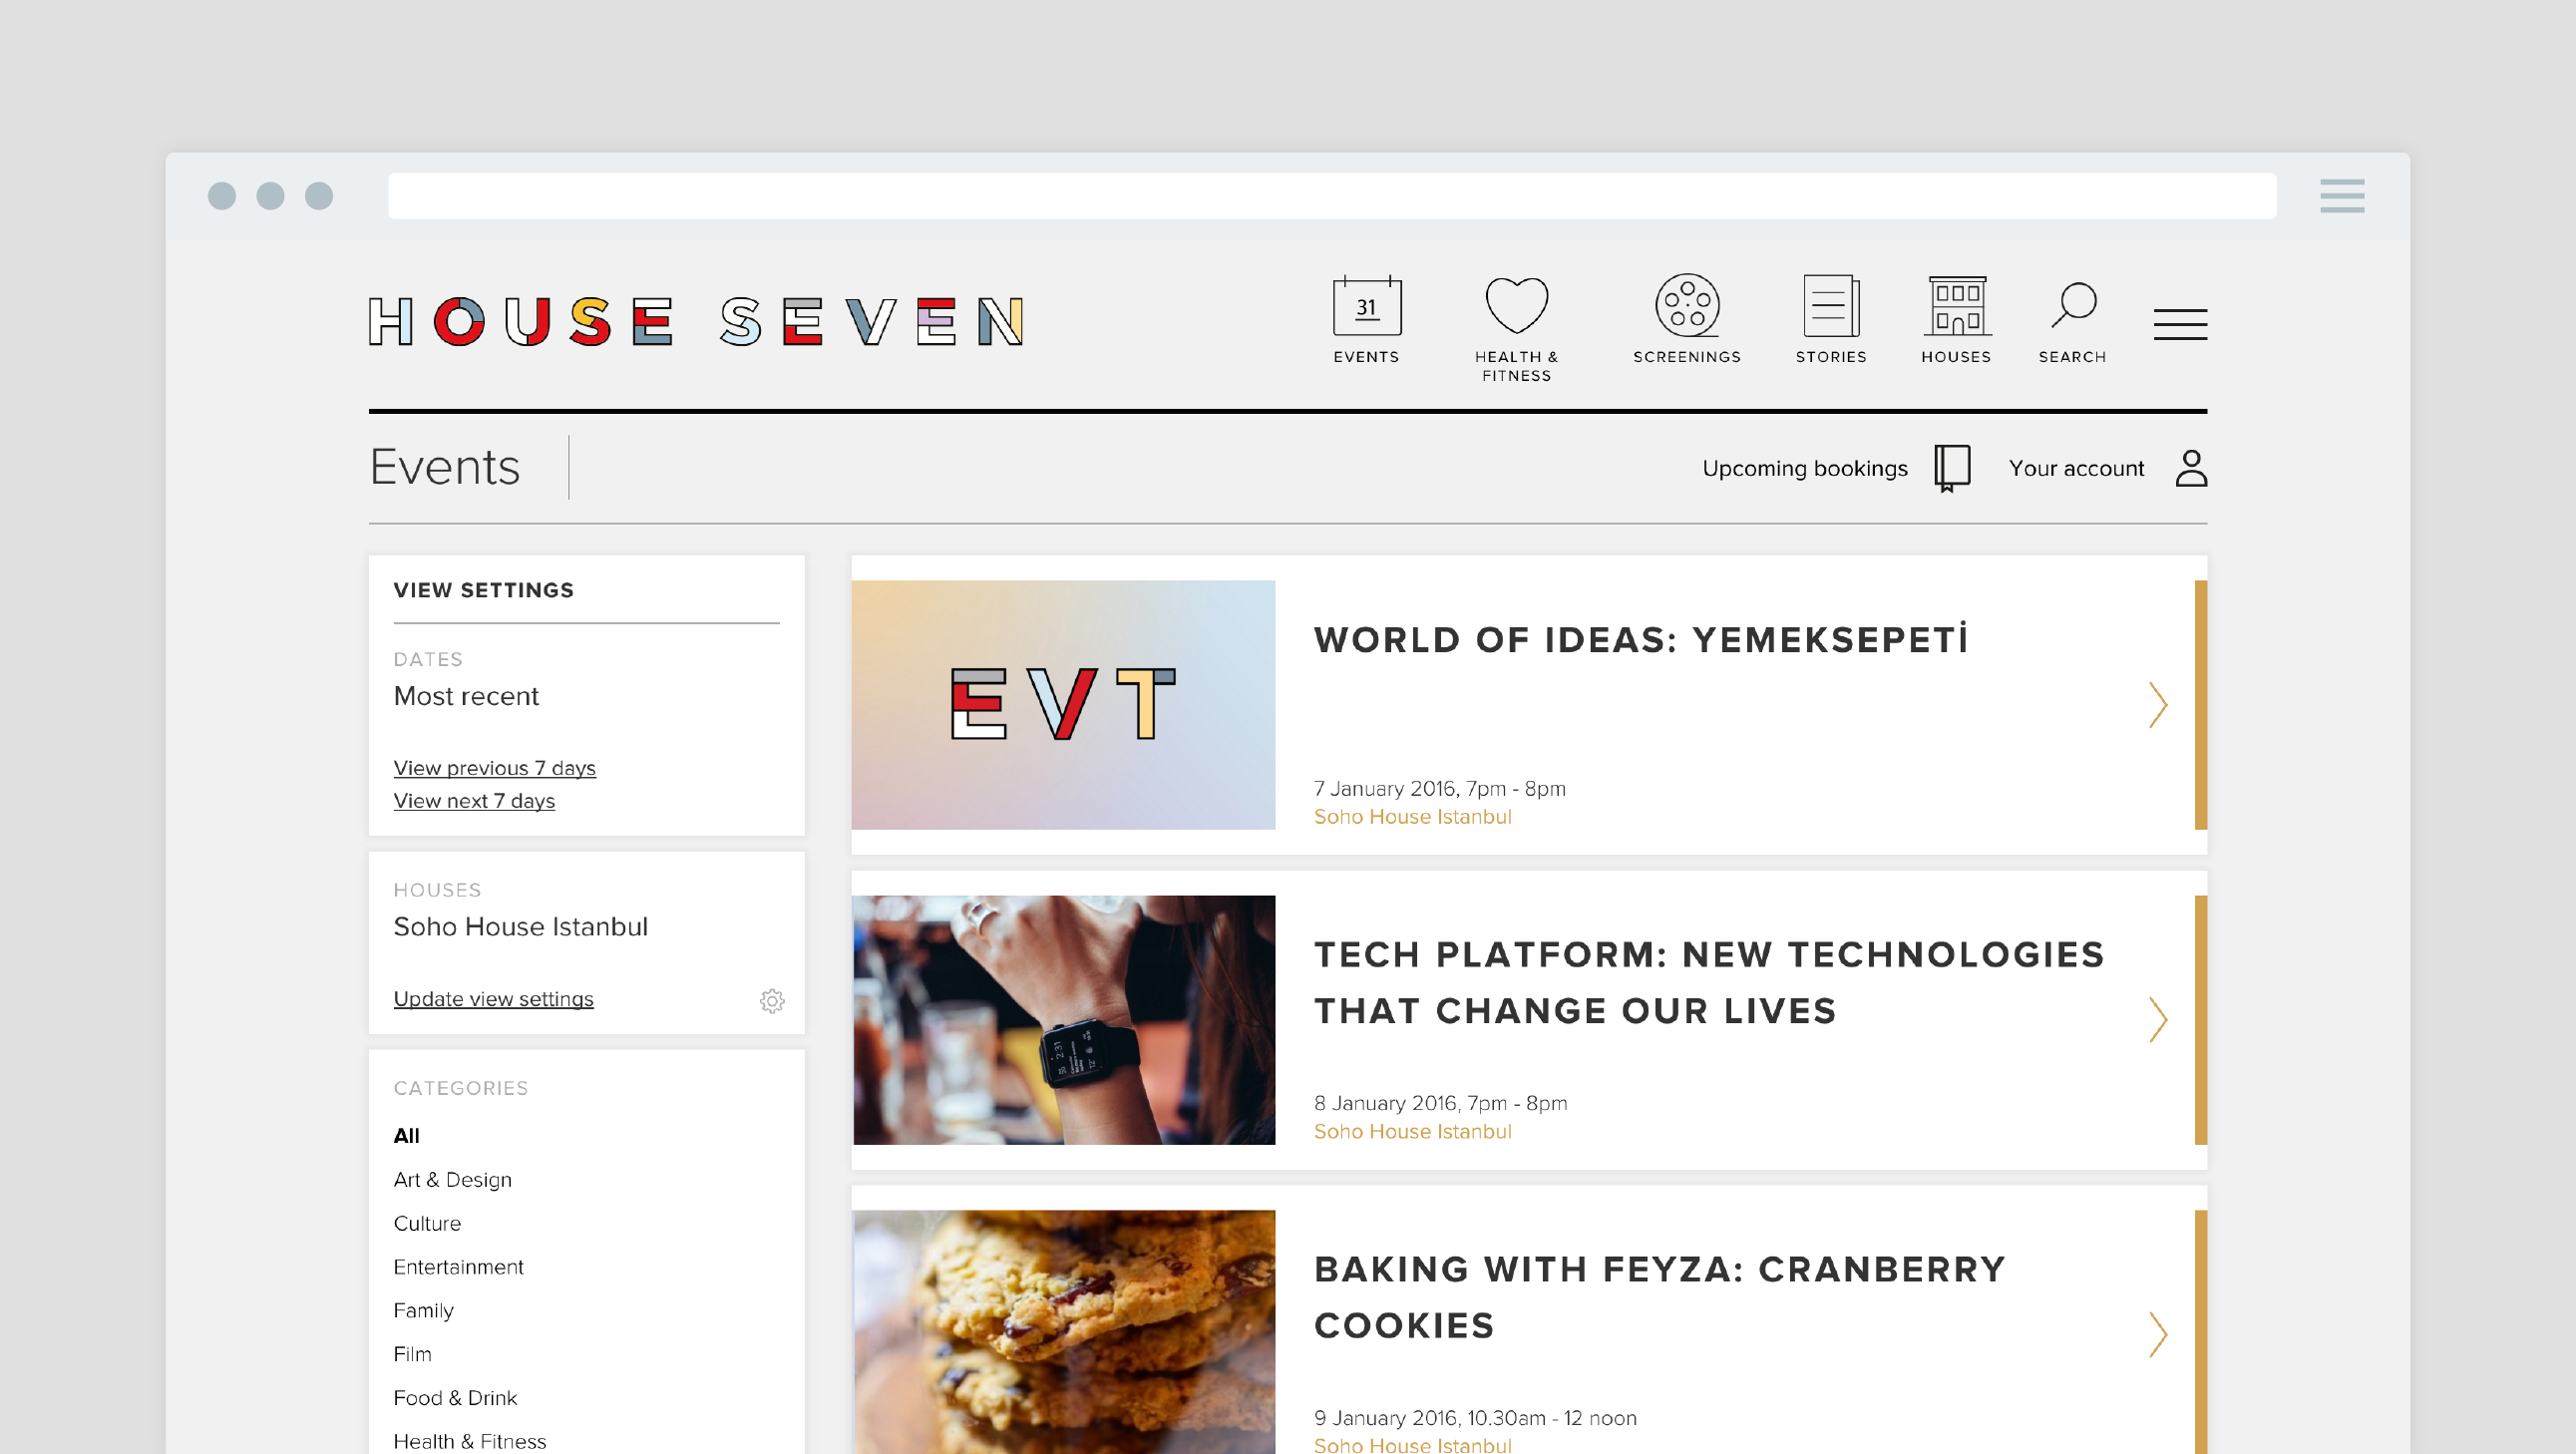 HOUSE SEVEN
31
EVENTS
HEALTH &
FITNESS
SCREENINGS
STORIES
HOUSES
SEARCH
Events
Upcoming bookings
Your account
VIEW SETTINGS
DATES
Most recent
View previous 7 days
View next 7 days
HOUSES
Soho House Istanbul
Update view settings
CATEGORIES
All
Art & Design
Culture
Entertainment
Family
Film
Food & Drink
Health & Fitness
EVT
WORLD OF IDEAS: YEMEKSEPETİ
7 January 2016, 7pm - 8pm
Soho House Istanbul
2:31
TECH PLATFORM: NEW TECHNOLOGIES
THAT CHANGE OUR LIVES
8 January 2016, 7pm - 8pm
Soho House Istanbul
BAKING WITH FEYZA: CRANBERRY
COOKIES
9 January 2016, 10.30am - 12 noon
Soho House Istanbul